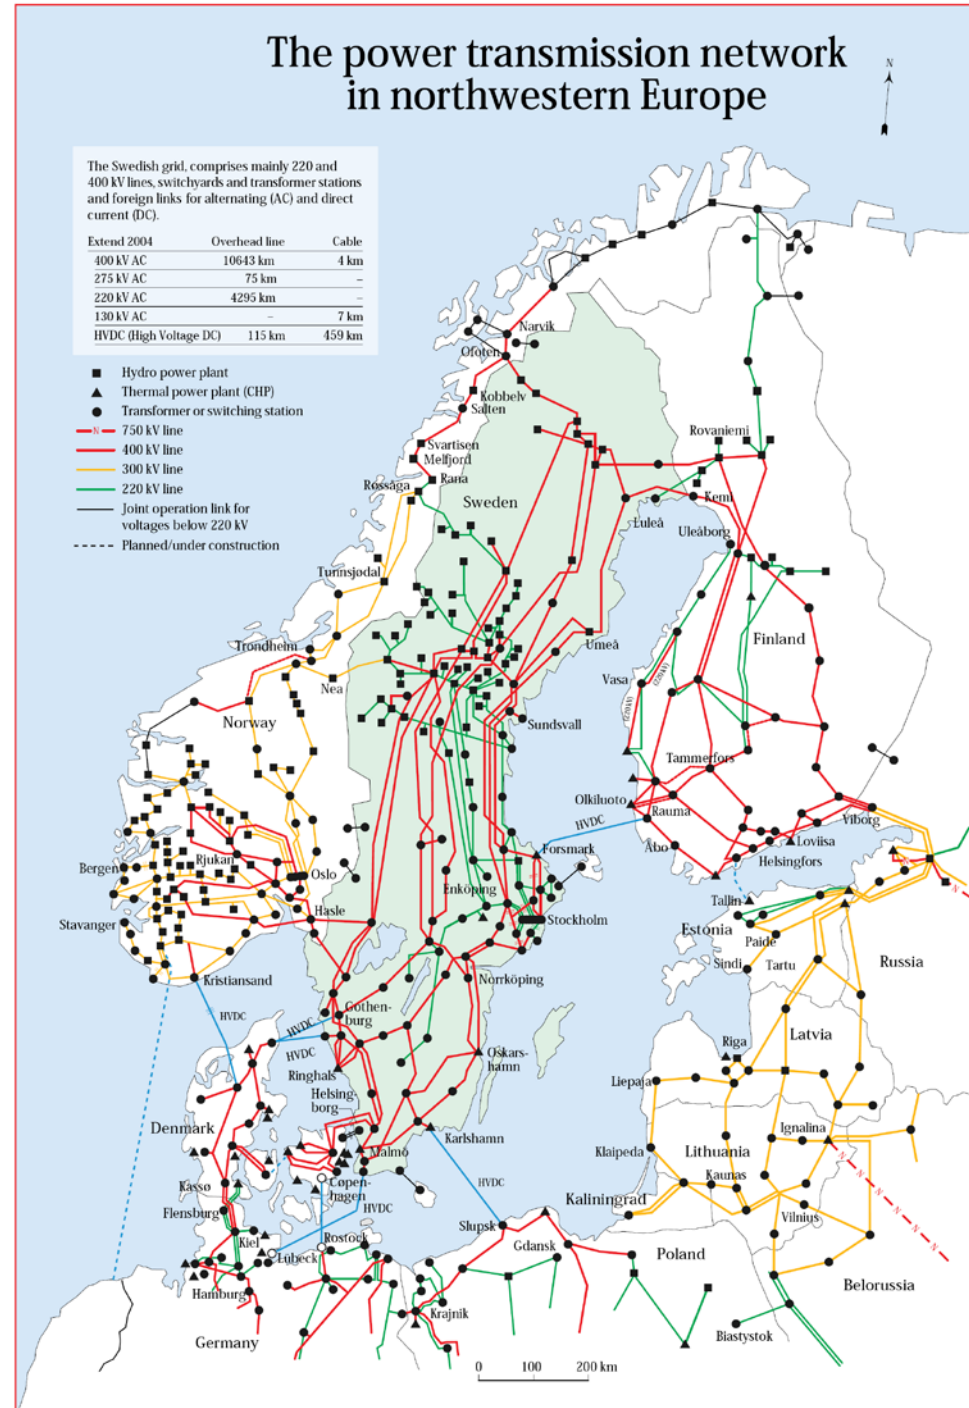 The power transmission network
in northwestern Europe
N
The Swedish grid, comprises mainly 220 and
400 kV lines, switchyards and transformer stations
and foreign links for alternating (AC) and direct
current (DC).
Extend 2004 Overhead line Cable
400 kV AC 10643 km 4 km
275 kV AC 75 km –
220 kV AC 4295 km –
130 kV AC – 7 km
HVDC (High Voltage DC) 115 km 459 km
Hydro power plant
Thermal power plant (CHP)
Transformer or switching station
N 750 kV line
400 kV line
300 kV line
220 kV line
Joint operation link for
voltages below 220 kV
Planned/under construction
Narvik
Ofoten
Kobbelv
Salten
Svartisen
Melfjord
Rana
Røssåga
Sweden
Rovaniemi
Kemi
Luleå
Uleåborg
Tunnsjødal
Trondheim
Nea
Umeå
Finland
Vasa
(220kV)
(220kV)
Norway
Sundsvall
Tammerfors
Olkiluoto
Rauma
HVDC
Viborg
Loviisa
Åbo
Helsingfors
Forsmark
Bergen
Rjukan
Oslo
Enköping
Hasle
Stockholm
Stavanger
Tallin
Estonia
Paide
Sindi
Tartu
Russia
N
N
Kristiansand
Norrköping
HVDC
HVDC
HVDC
Gothen-
burg
Ringhals
Oskars-
hamn
Helsing-
borg
Latvia
Riga
Liepaja
Denmark
Karlshamn
Malmö
Ignalina
Klaipeda
Lithuania
Kaunas
Kassø
Cøpen-
hagen
HVDC
HVDC
Kaliningrad
Vilnius
N
N
N
N
N
Flensburg
Kiel
Lübeck
Rostock
Slupsk
Gdansk
Poland
Hamburg
Krajnik
Belorussia
Germany
Biastystok
0 100 200 km